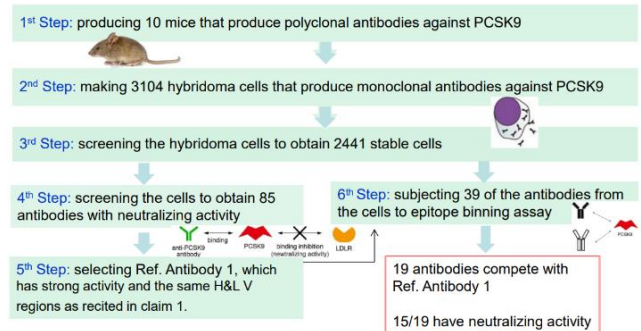 1st Step: producing 10 mice that produce polyclonal antibodies against PCSK9
2nd Step: making 3104 hybridoma cells that produce monoclonal antibodies against PCSK9
3rd Step: screening the hybridoma cells to obtain 2441 stable cells
4th Step: screening the cells to obtain 85
antibodies with neutralizing activity
anti-PCSK9
antibody
binding
PCSK9
binding inhibition
(neutralizing activity)
LDLR
5th Step: selecting Ref. Antibody 1, which
has strong activity and the same H&L V
regions as recited in claim 1.
6th Step: subjecting 39 of the antibodies from
the cells to epitope binning assay
PCSK9
19 antibodies compete with
Ref. Antibody 1
15/19 have neutralizing activity